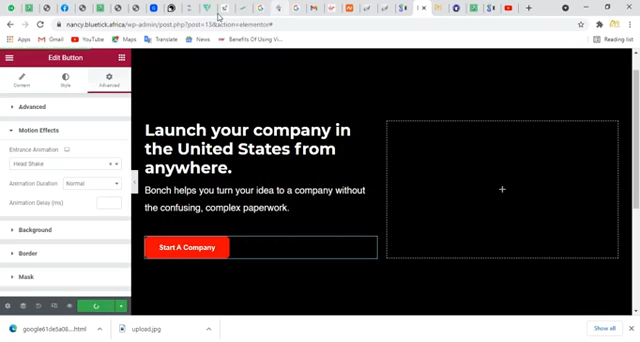 nancy.bluetick.africa/wp-admin/post.php?post=13&action=elementor#
Apps
Gmail
YouTube
Maps
Translate
News
Benefits Of Using Vi...
Reading list
Edit Button
Content
Style
Advanced
Advanced
Motion Effects
Entrance Animation
Head Shake
Animation Duration
Normal
Animation Delay (ms)
Background
Border
Mask
Launch your company in
the United States from
anywhere.
Bonch helps you turn your idea to a company without
the confusing, complex paperwork.
Start A Company
google61de5a08....html
upload.jpg
Show all